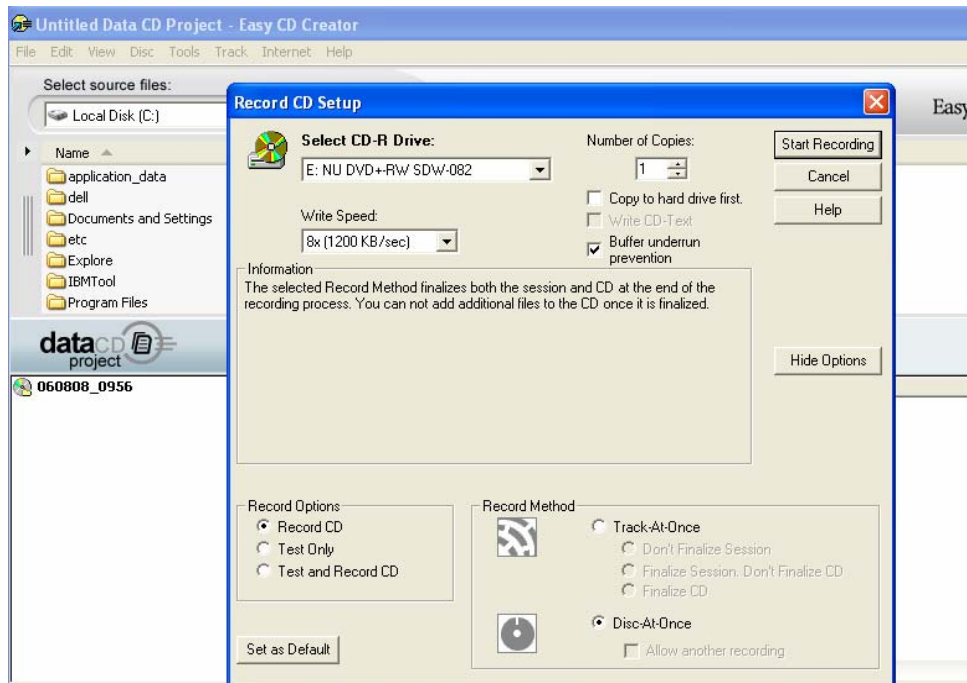 Untitled Data CD Project - Easy CD Creator
File Edit View Disc Tools Track Internet Help
Select source files:
Local Disk (C:)
Easy
Name
application_data
dell
Documents and Settings
etc
Explore
IBMTool
Program Files
datacd project
060808_0956
Record CD Setup
Select CD-R Drive:
E: NU DVD+-RW SDW-082
Write Speed:
8x (1200 KB/sec)
Number of Copies:
1
Copy to hard drive first.
Write CD-Text
Buffer underrun
prevention
Start Recording
Cancel
Help
Information
The selected Record Method finalizes both the session and CD at the end of the
recording process. You can not add additional files to the CD once it is finalized.
Hide Options
Record Options
Record CD
Test Only
Test and Record CD
Set as Default
Record Method
Track-At-Once
Don't Finalize Session
Finalize Session. Don't Finalize CD
Finalize CD
Disc-At-Once
Allow another recording